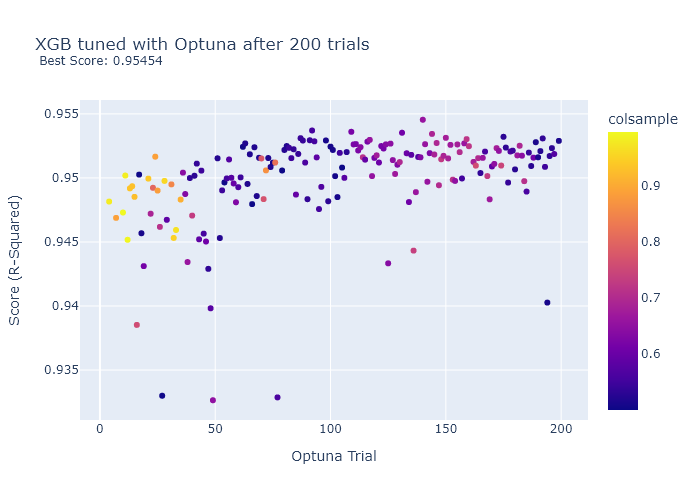 XGB tuned with Optuna after 200 trials
Best Score: 0.95454
colsample
0.955
0.95
0.945
0.94
0.935
0.9
0.8
0.7
0.6
0
50
100
150
200
Optuna Trial
Score (R-Squared)